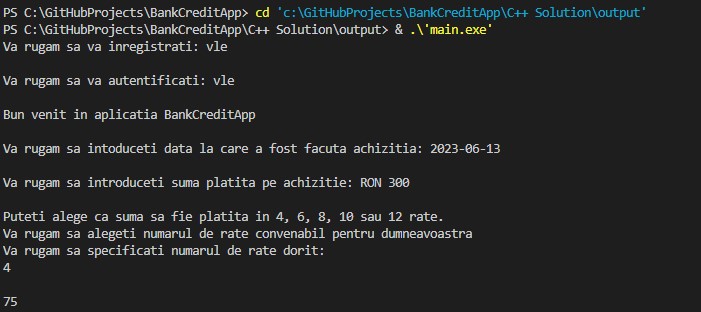 PS C:\GitHubProjects\BankCreditApp> cd 'c:\GitHubProjects\BankCreditApp\C++ Solution\output'
PS C:\GitHubProjects\BankCreditApp\C++ Solution\output> & .\'main.exe'
Va rugam sa va inregistrati: vle
Va rugam sa va autentificati: vle
Bun venit in aplicatia BankCreditApp
Va rugam sa intoduceti data la care a fost facuta achizitia: 2023-06-13
Va rugam sa introduceti suma platita pe achizitie: RON 300
Puteti alege ca suma sa fie platita in 4, 6, 8, 10 sau 12 rate.
Va rugam sa alegeti numarul de rate convenabil pentru dumneavoastra
Va rugam sa specificati numarul de rate dorit:
4
75